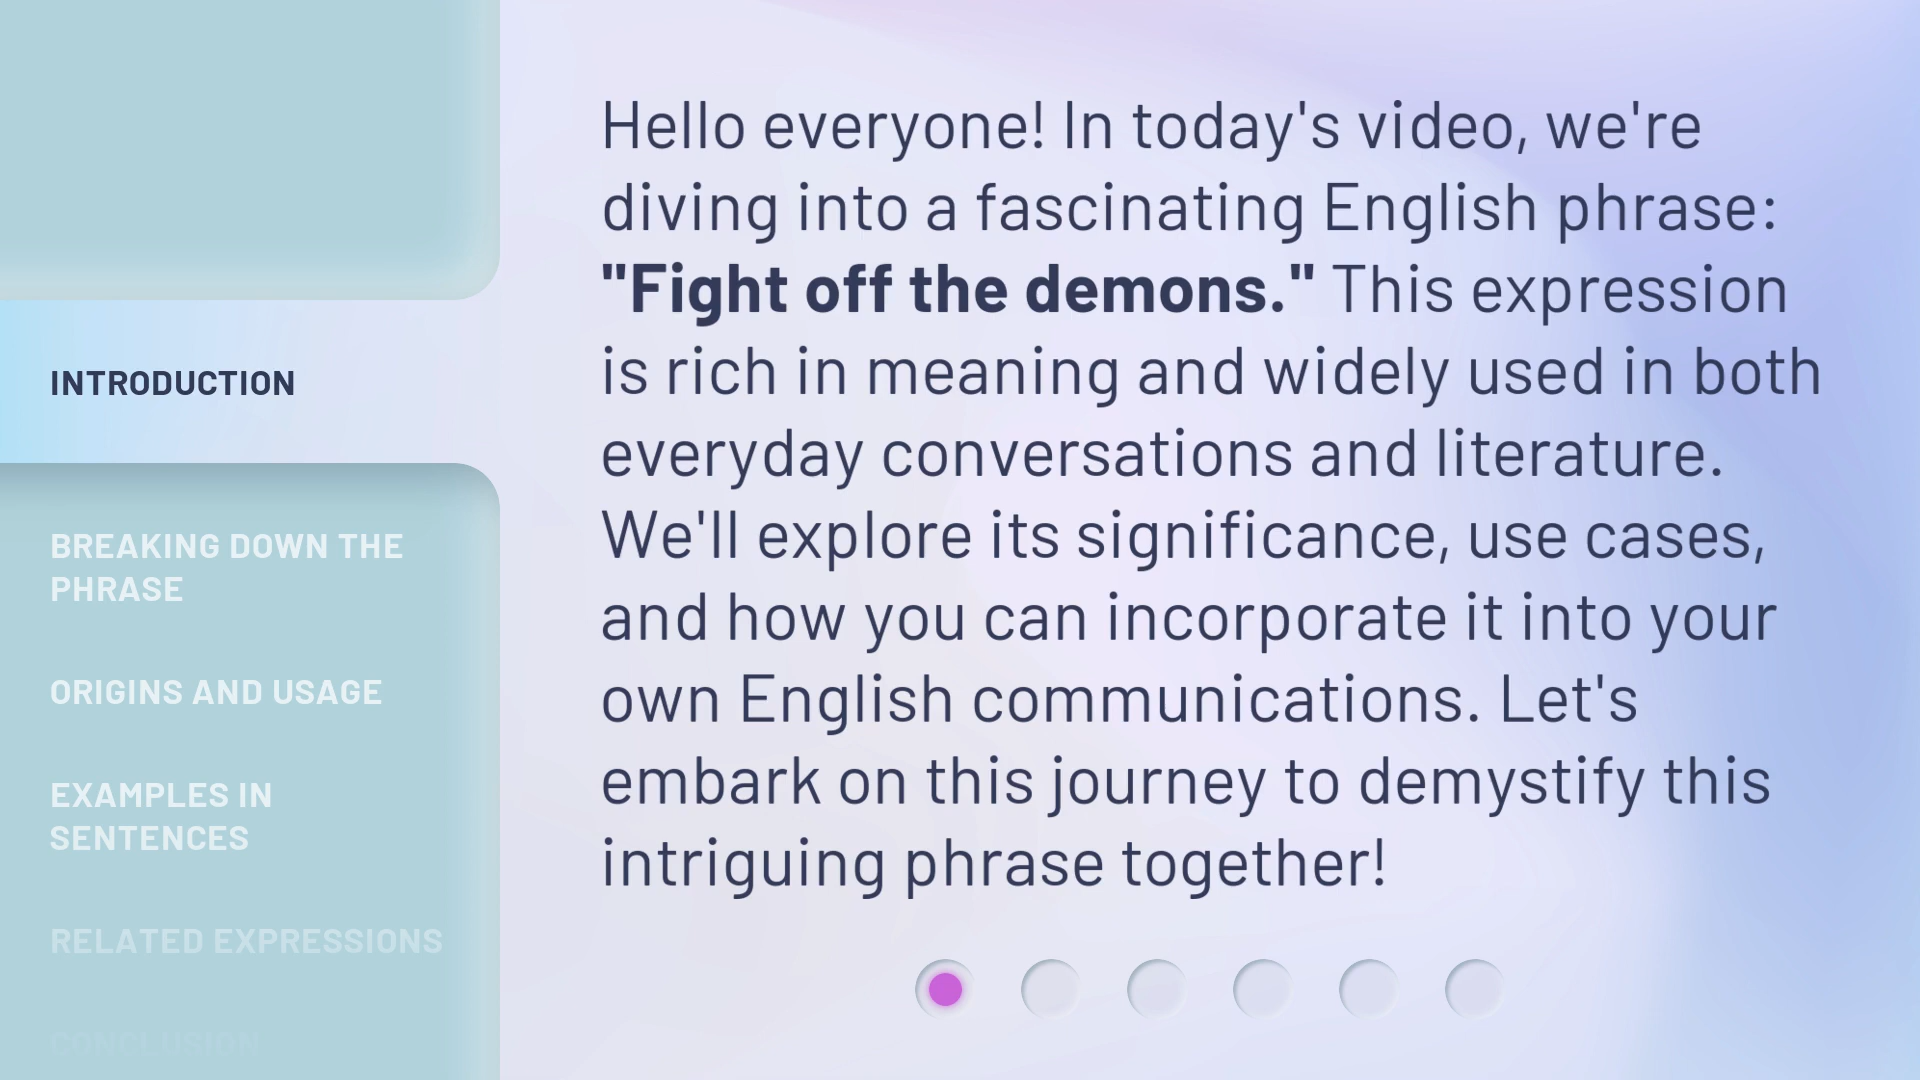 INTRODUCTION
BREAKING DOWN THE
PHRASE
ORIGINS AND USAGE
EXAMPLES IN
SENTENCES
RELATED EXPRESSIONS
CONCLUSION
Hello everyone! In today's video, we're
diving into a fascinating English phrase:
"Fight off the demons." This expression
is rich in meaning and widely used in both
everyday conversations and literature.
We'll explore its significance, use cases,
and how you can incorporate it into your
own English communications. Let's
embark on this journey to demystify this
intriguing phrase together!